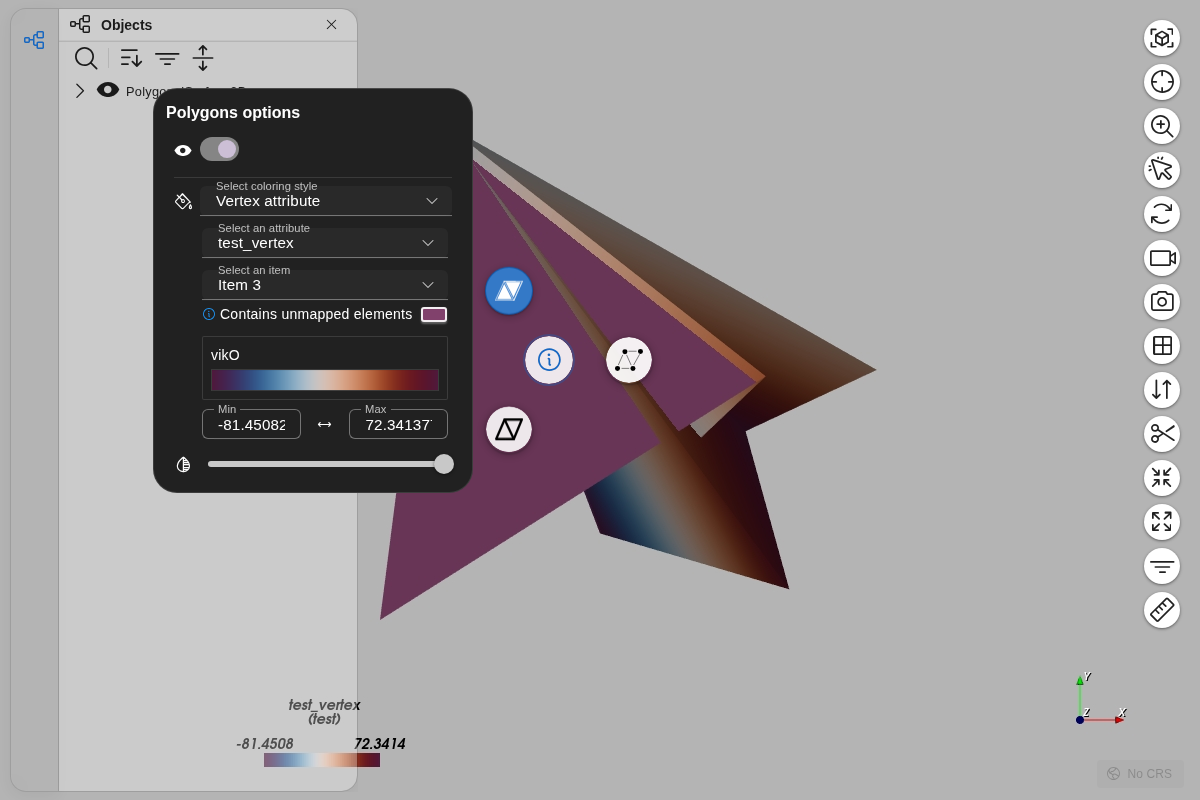 Objects
Polygons options
Select coloring style
Vertex attribute
Select an attribute
test_vertex
Select an item
Item 3
Contains unmapped elements
vikO
Min
-81.45082
Max
72.34137
test_vertex
(test)
-81.4508
72.3414
Y
Z
X
No CRS